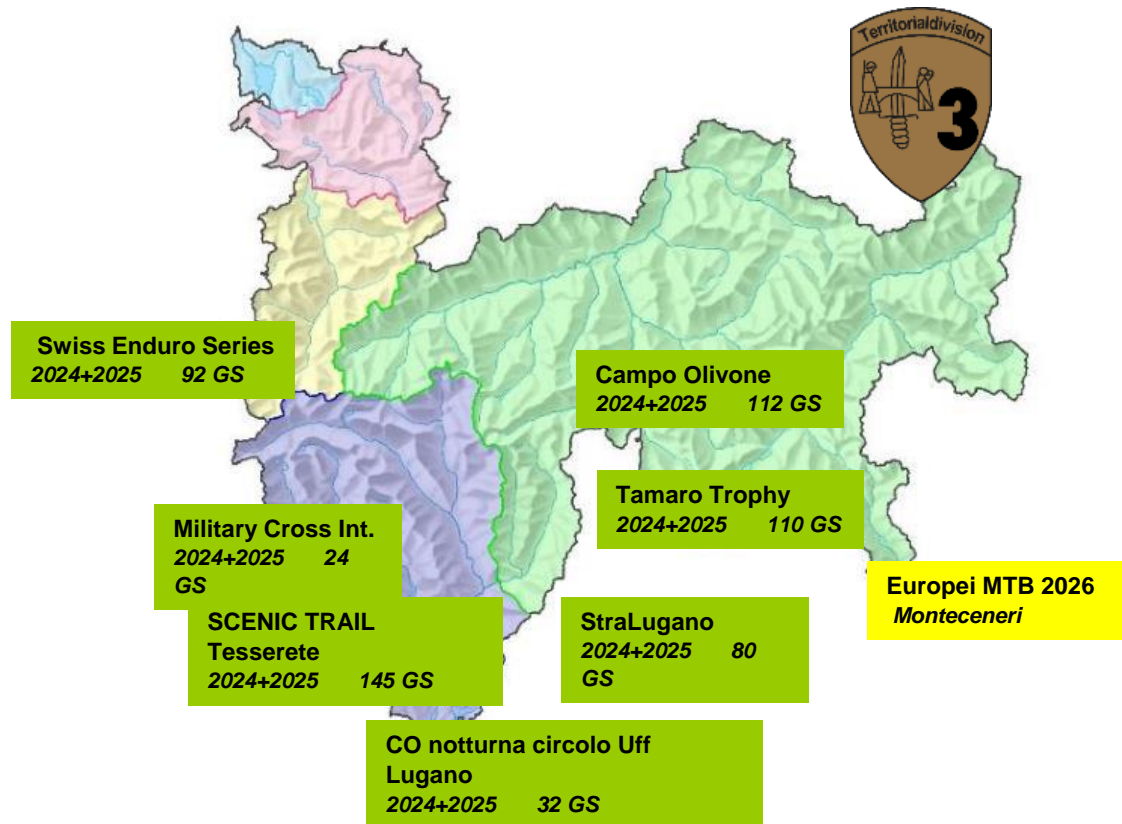 Territorialdivision
3
Swiss Enduro Series
2024+2025 92 GS
Campo Olivone
2024+2025 112 GS
Tamaro Trophy
2024+2025 110 GS
Military Cross Int.
2024+2025 24
GS
Europei MTB 2026
Monteceneri
SCENIC TRAIL
Tesserete
2024+2025 145 GS
StraLugano
2024+2025 80
GS
CO notturna circolo Uff
Lugano
2024+2025 32 GS